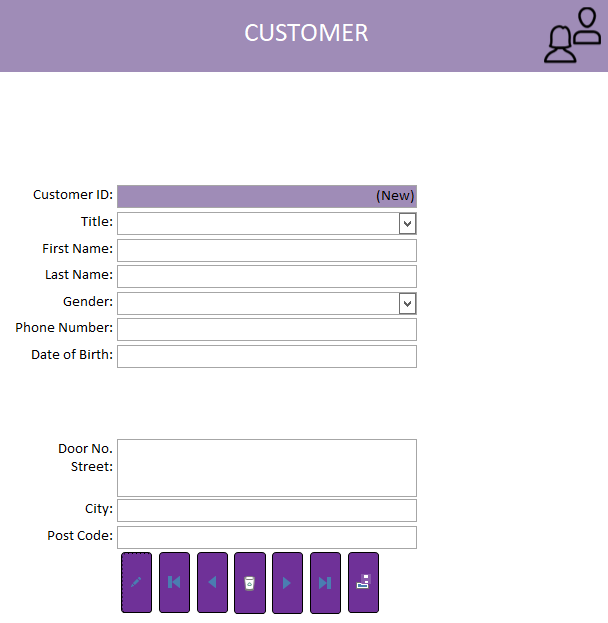 CUSTOMER
Customer ID: (New)
Title:
First Name:
Last Name:
Gender:
Phone Number:
Date of Birth:
Door No.
Street:
City:
Post Code: